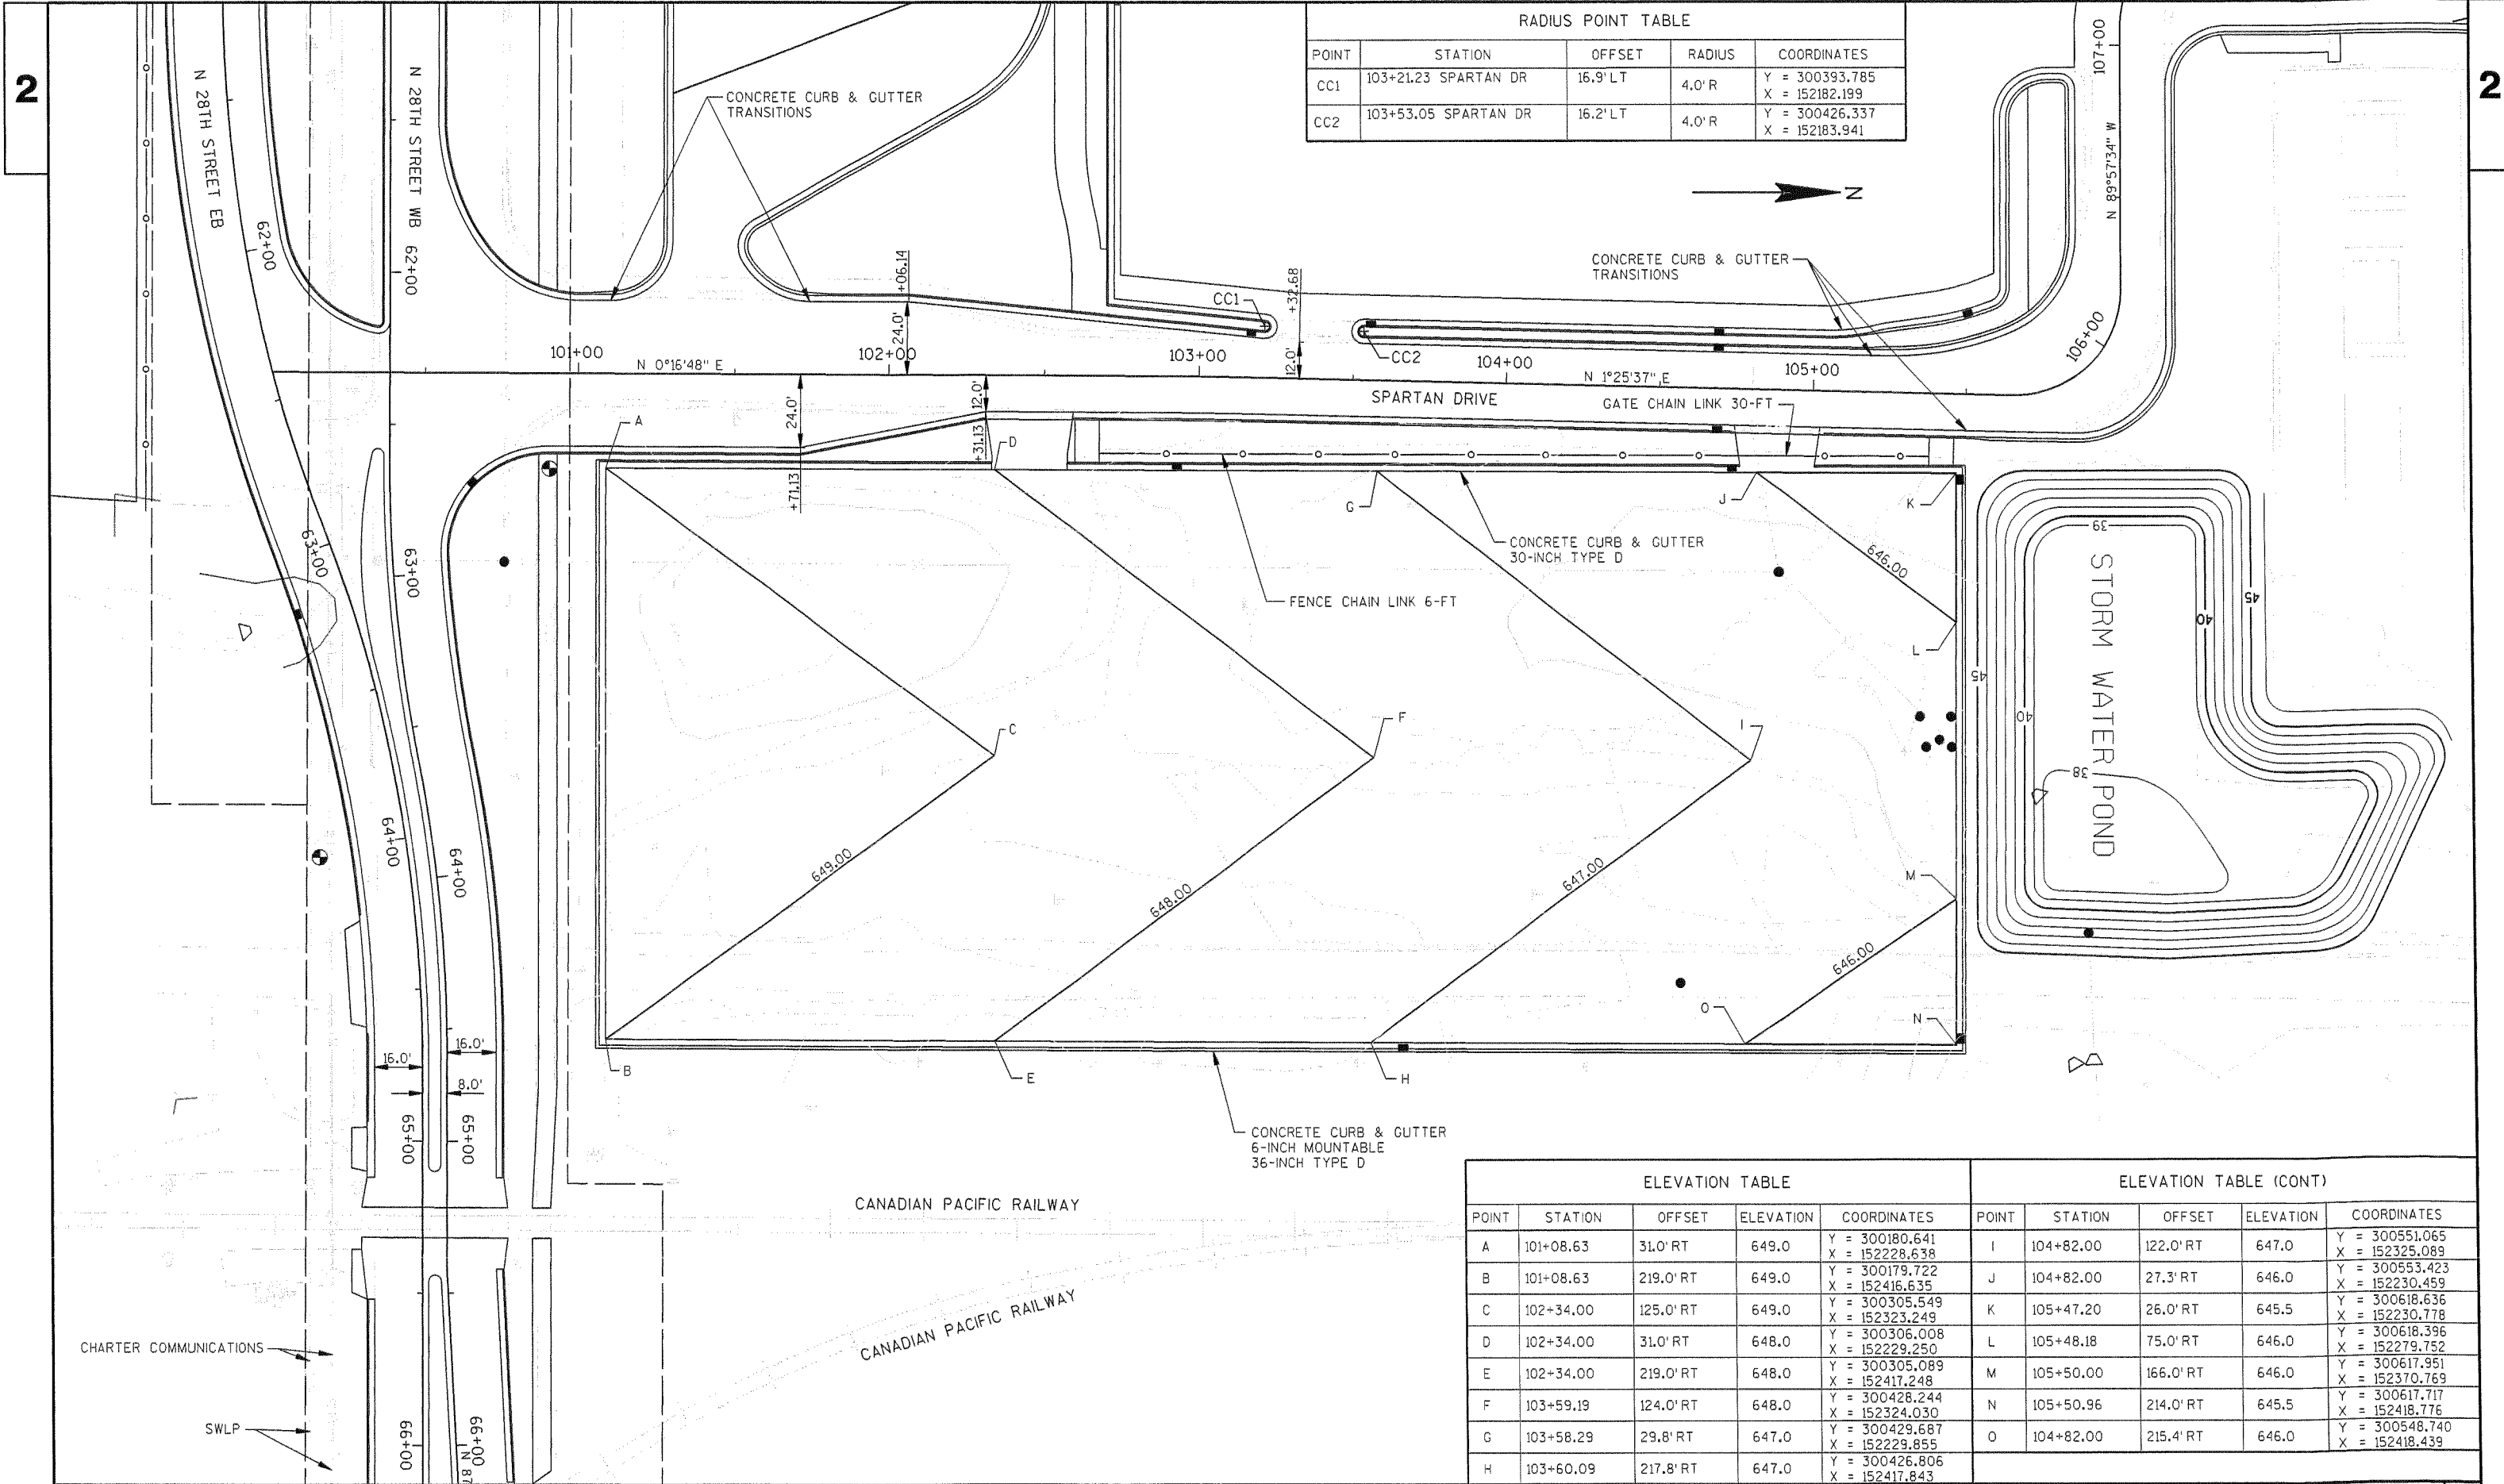 2
2
RADIUS POINT TABLE
POINT STATION OFFSET RADIUS COORDINATES
CC1 103+21.23 SPARTAN DR 16.9' LT 4.0' R Y = 300393.785
X = 152182.199
CC2 103+53.05 SPARTAN DR 16.2' LT 4.0' R Y = 300426.337
X = 152183.941
N 28TH STREET EB
N 28TH STREET WB
62+00
62+00
CONCRETE CURB & GUTTER
TRANSITIONS
107+00
N 89°57'34" W
N
CONCRETE CURB & GUTTER
TRANSITIONS
+06.14
24.0'
CC1
+32.68
12.0'
CC2
106+00
101+00
102+00
103+00
104+00
105+00
N 0°16'48" E
N 1°25'37" E
SPARTAN DRIVE
GATE CHAIN LINK 30-FT
24.0'
12.0'
+71.13
+31.13
A
D
G
J
K
CONCRETE CURB & GUTTER
30-INCH TYPE D
FENCE CHAIN LINK 6-FT
646.00
L
63+00
63+00
C
F
I
649.00
648.00
647.00
646.00
M
O
N
B
E
H
39
45
40
45
40
38
STORM WATER POND
64+00
64+00
16.0'
16.0'
8.0'
65+00
65+00
CONCRETE CURB & GUTTER
6-INCH MOUNTABLE
36-INCH TYPE D
CANADIAN PACIFIC RAILWAY
CANADIAN PACIFIC RAILWAY
CHARTER COMMUNICATIONS
SWLP
66+00
66+00
N 87
ELEVATION TABLE
POINT STATION OFFSET ELEVATION COORDINATES
A 101+08.63 31.0' RT 649.0 Y = 300180.641
X = 152228.638
B 101+08.63 219.0' RT 649.0 Y = 300179.722
X = 152416.635
C 102+34.00 125.0' RT 649.0 Y = 300305.549
X = 152323.249
D 102+34.00 31.0' RT 648.0 Y = 300306.008
X = 152229.250
E 102+34.00 219.0' RT 648.0 Y = 300305.089
X = 152417.248
F 103+59.19 124.0' RT 648.0 Y = 300428.244
X = 152324.030
G 103+58.29 29.8' RT 647.0 Y = 300429.687
X = 152229.855
H 103+60.09 217.8' RT 647.0 Y = 300426.806
X = 152417.843
ELEVATION TABLE (CONT)
POINT STATION OFFSET ELEVATION COORDINATES
I 104+82.00 122.0' RT 647.0 Y = 300551.065
X = 152325.089
J 104+82.00 27.3' RT 646.0 Y = 300553.423
X = 152230.459
K 105+47.20 26.0' RT 645.5 Y = 300618.636
X = 152230.778
L 105+48.18 75.0' RT 646.0 Y = 300618.396
X = 152279.752
M 105+50.00 166.0' RT 646.0 Y = 300617.951
X = 152370.769
N 105+50.96 214.0' RT 645.5 Y = 300617.717
X = 152418.776
O 104+82.00 215.4' RT 646.0 Y = 300548.740
X = 152418.439